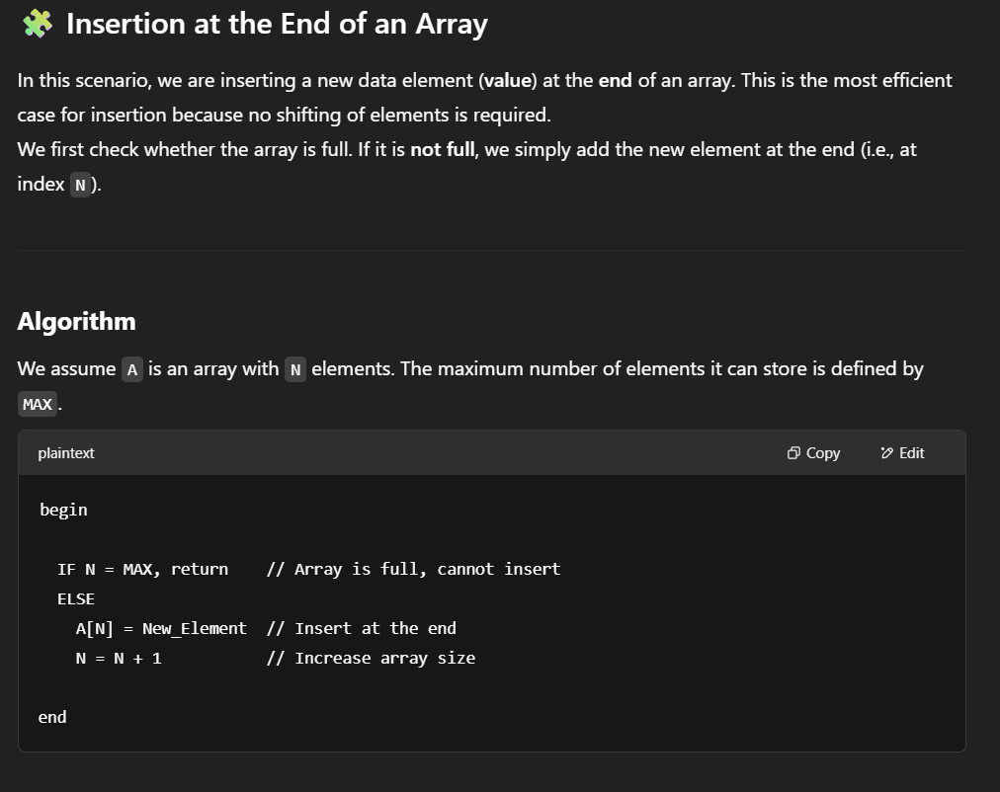 Insertion at the End of an Array
In this scenario, we are inserting a new data element (value) at the end of an array. This is the most efficient
case for insertion because no shifting of elements is required.
We first check whether the array is full. If it is not full, we simply add the new element at the end (i.e., at
index N).
Algorithm
We assume A is an array with N elements. The maximum number of elements it can store is defined by
MAX.
plaintext Copy Edit
begin
IF N = MAX, return // Array is full, cannot insert
ELSE
A[N] = New_Element // Insert at the end
N = N + 1 // Increase array size
end